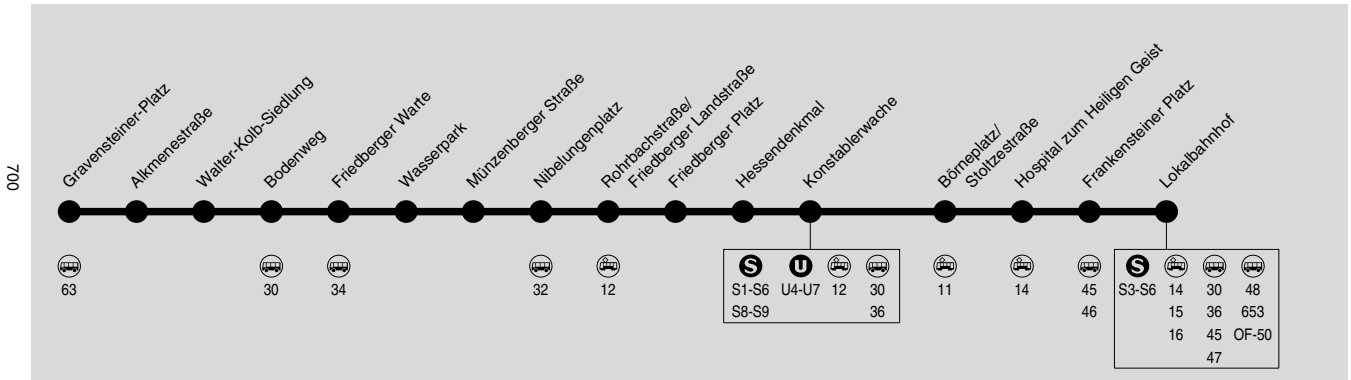 700
Gravensteiner-Platz
Alkmenestraße
Walter-Kolb-Siedlung
Bodenweg
Friedberger Warte
Wasserpark
Münzenberger Straße
Nibelungenplatz
Rohrbachstraße/
Friedberger Landstraße
Friedberger Platz
Hessendenkmal
Konstablerwache
Börneplatz/
Stoltzestraße
Hospital zum Heiligen Geist
Frankensteiner Platz
Lokalbahnhof
63
30
34
32
12
S U
S1-S6 U4-U7 12 30
S8-S9 36
11
14
45
46
S
S3-S6 14 30 48
15 36 653
16 45 OF-50
47